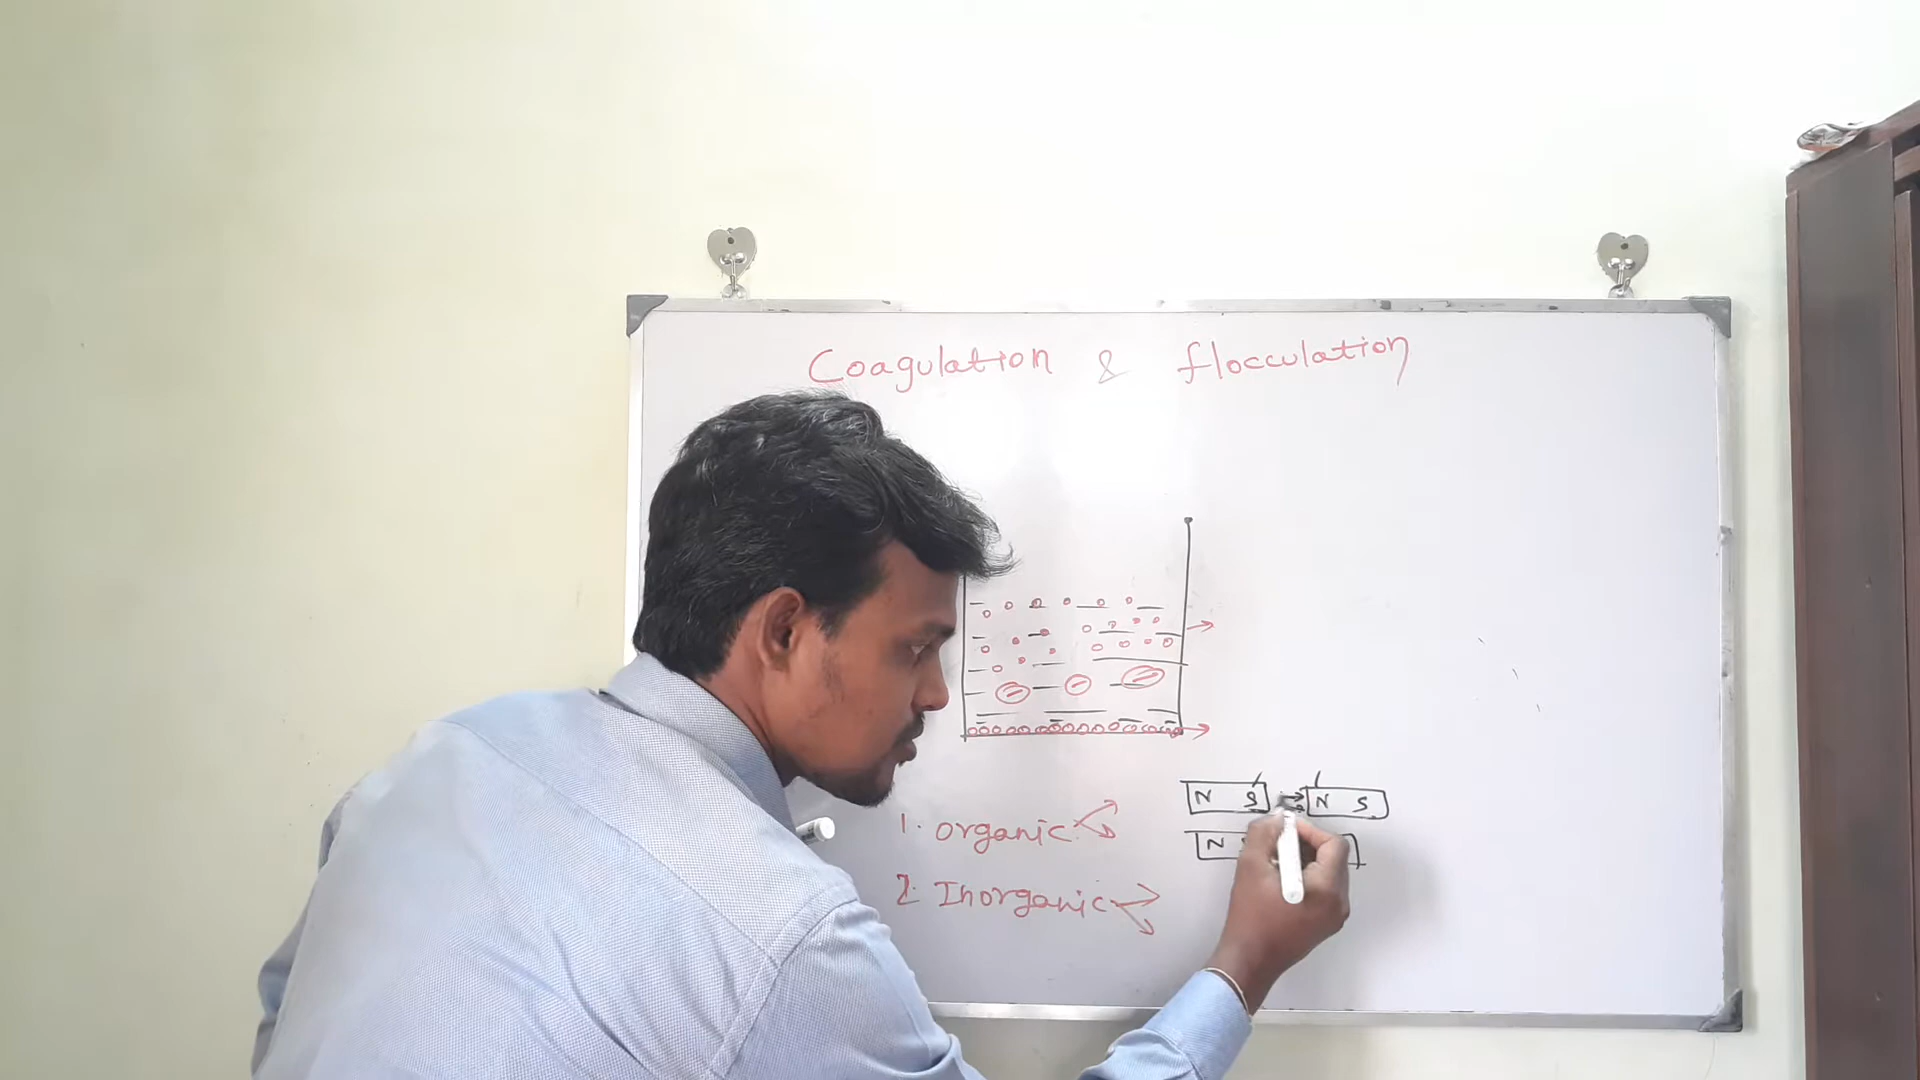 Coagulation & flocculation
N S N S
1. organic
N
2. Inorganic